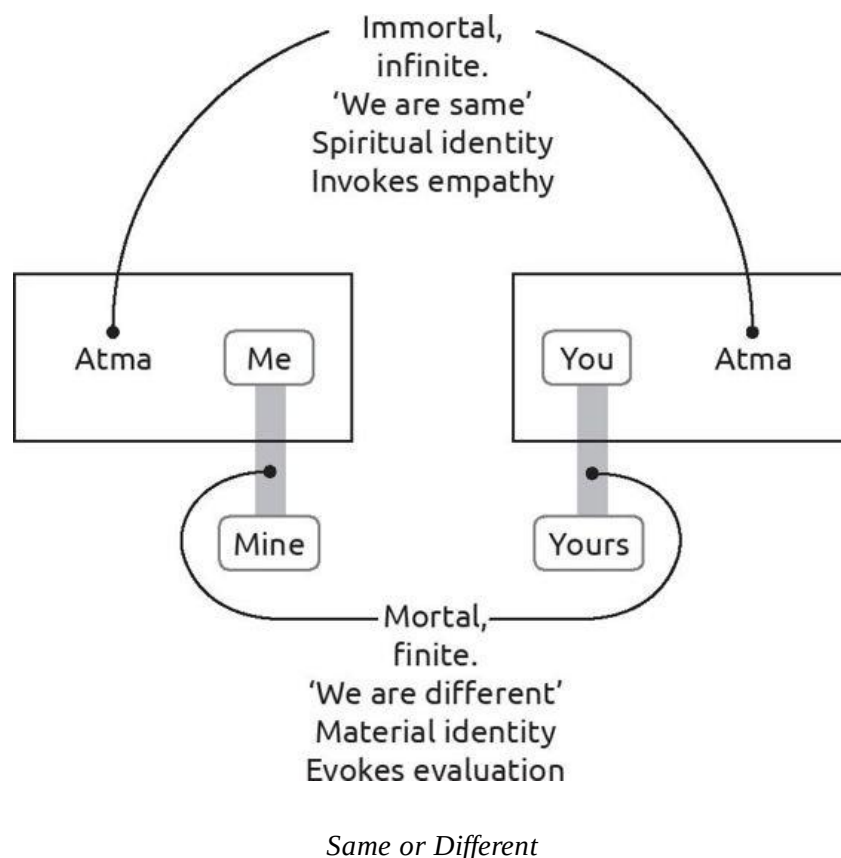 Immortal,
infinite.
‘We are same’
Spiritual identity
Invokes empathy
Atma
Me
You
Atma
Mine
Yours
Mortal,
finite.
‘We are different’
Material identity
Evokes evaluation
Same or Different